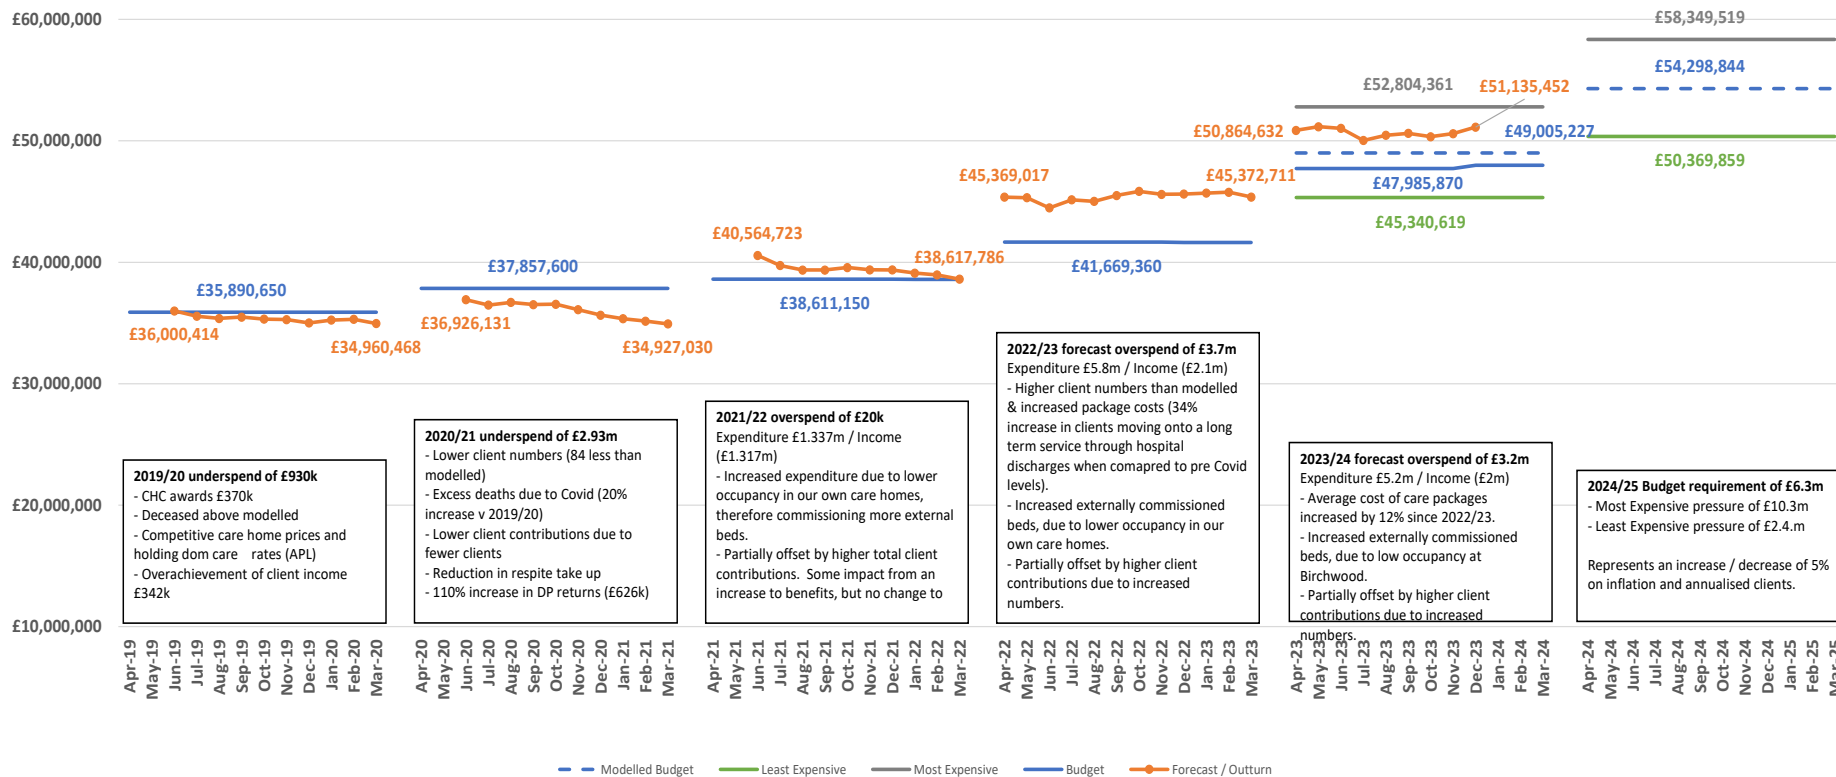 £60,000,000
£50,000,000
£40,000,000
£30,000,000
£20,000,000
£10,000,000
£35,890,650
£36,000,414
£34,960,468
£37,857,600
£36,926,131
£34,927,030
£40,564,723
£38,617,786
£38,611,150
£45,369,017
£45,372,711
£41,669,360
£52,804,361
£51,135,452
£50,864,632
£49,005,227
£47,985,870
£45,340,619
£58,349,519
£54,298,844
£50,369,859
2019/20 underspend of £930k
- CHC awards £370k
- Deceased above modelled
- Competitive care home prices and
holding dom care rates (APL)
- Overachievement of client income
£342k
2020/21 underspend of £2.93m
- Lower client numbers (84 less than
modelled)
- Excess deaths due to Covid (20%
increase v 2019/20)
- Lower client contributions due to
fewer clients
- Reduction in respite take up
- 110% increase in DP returns (£626k)
2021/22 overspend of £20k
Expenditure £1.337m / Income
(£1.317m)
- Increased expenditure due to lower
occupancy in our own care homes,
therefore commissioning more external
beds.
- Partially offset by higher total client
contributions. Some impact from an
increase to benefits, but no change to
2022/23 forecast overspend of £3.7m
Expenditure £5.8m / Income (£2.1m)
- Higher client numbers than modelled
& increased package costs (34%
increase in clients moving onto a long
term service through hospital
discharges when comapred to pre Covid
levels).
- Increased externally commissioned
beds, due to lower occupancy in our
own care homes.
- Partially offset by higher client
contributions due to increased
numbers.
2023/24 forecast overspend of £3.2m
Expenditure £5.2m / Income (£2m)
- Average cost of care packages
increased by 12% since 2022/23.
- Increased externally commissioned
beds, due to low occupancy at
Birchwood.
- Partially offset by higher client
contributions due to increased
numbers.
2024/25 Budget requirement of £6.3m
- Most Expensive pressure of £10.3m
- Least Expensive pressure of £2.4.m
Represents an increase / decrease of 5%
on inflation and annualised clients.
Apr-19
May-19
Jun-19
Jul-19
Aug-19
Sep-19
Oct-19
Nov-19
Dec-19
Jan-20
Feb-20
Mar-20
Apr-20
May-20
Jun-20
Jul-20
Aug-20
Sep-20
Oct-20
Nov-20
Dec-20
Jan-21
Feb-21
Mar-21
Apr-21
May-21
Jun-21
Jul-21
Aug-21
Sep-21
Oct-21
Nov-21
Dec-21
Jan-22
Feb-22
Mar-22
Apr-22
May-22
Jun-22
Jul-22
Aug-22
Sep-22
Oct-22
Nov-22
Dec-22
Jan-23
Feb-23
Mar-23
Apr-23
May-23
Jun-23
Jul-23
Aug-23
Sep-23
Oct-23
Nov-23
Dec-23
Jan-24
Feb-24
Mar-24
Apr-24
May-24
Jun-24
Jul-24
Aug-24
Sep-24
Oct-24
Nov-24
Dec-24
Jan-25
Feb-25
Mar-25
Modelled Budget
Least Expensive
Most Expensive
Budget
Forecast / Outturn